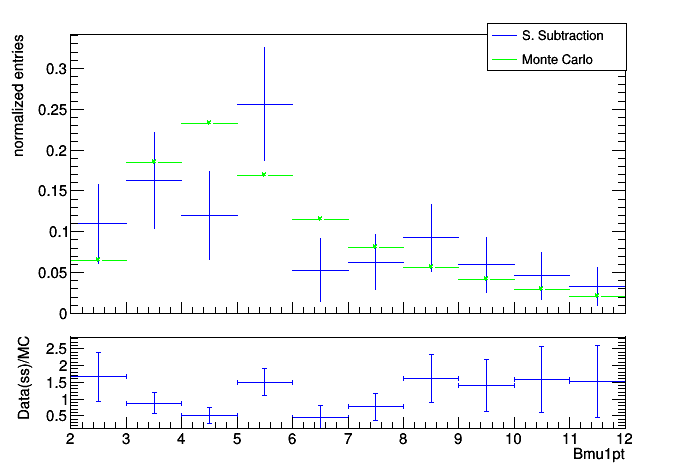 S. Subtraction
Monte Carlo
normalized entries
0.3
0.25
0.2
0.15
0.1
0.05
0
Data(ss)/MC
2.5
2
1.5
1
0.5
2 3 4 5 6 7 8 9 10 11 12
Bmu1pt